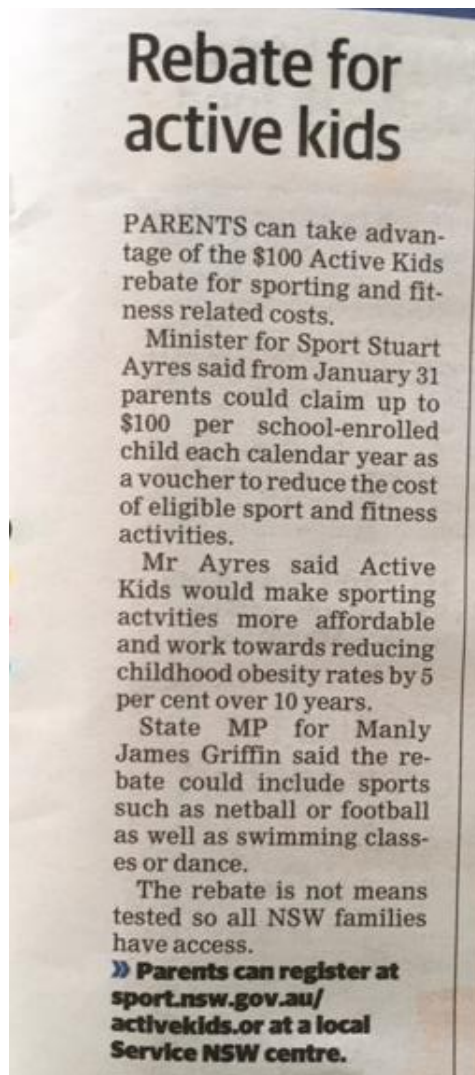 Rebate for
active kids
PARENTS can take advan-
tage of the $100 Active Kids
rebate for sporting and fit-
ness related costs.
Minister for Sport Stuart
Ayres said from January 31
parents could claim up to
$100 per school-enrolled
child each calendar year as
a voucher to reduce the cost
of eligible sport and fitness
activities.
Mr Ayres said Active
Kids would make sporting
actvities more affordable
and work towards reducing
childhood obesity rates by 5
per cent over 10 years.
State MP for Manly
James Griffin said the re-
bate could include sports
such as netball or football
as well as swimming class-
es or dance.
The rebate is not means
tested so all NSW families
have access.
» Parents can register at
sport.nsw.gov.au/
activekids.or at a local
Service NSW centre.